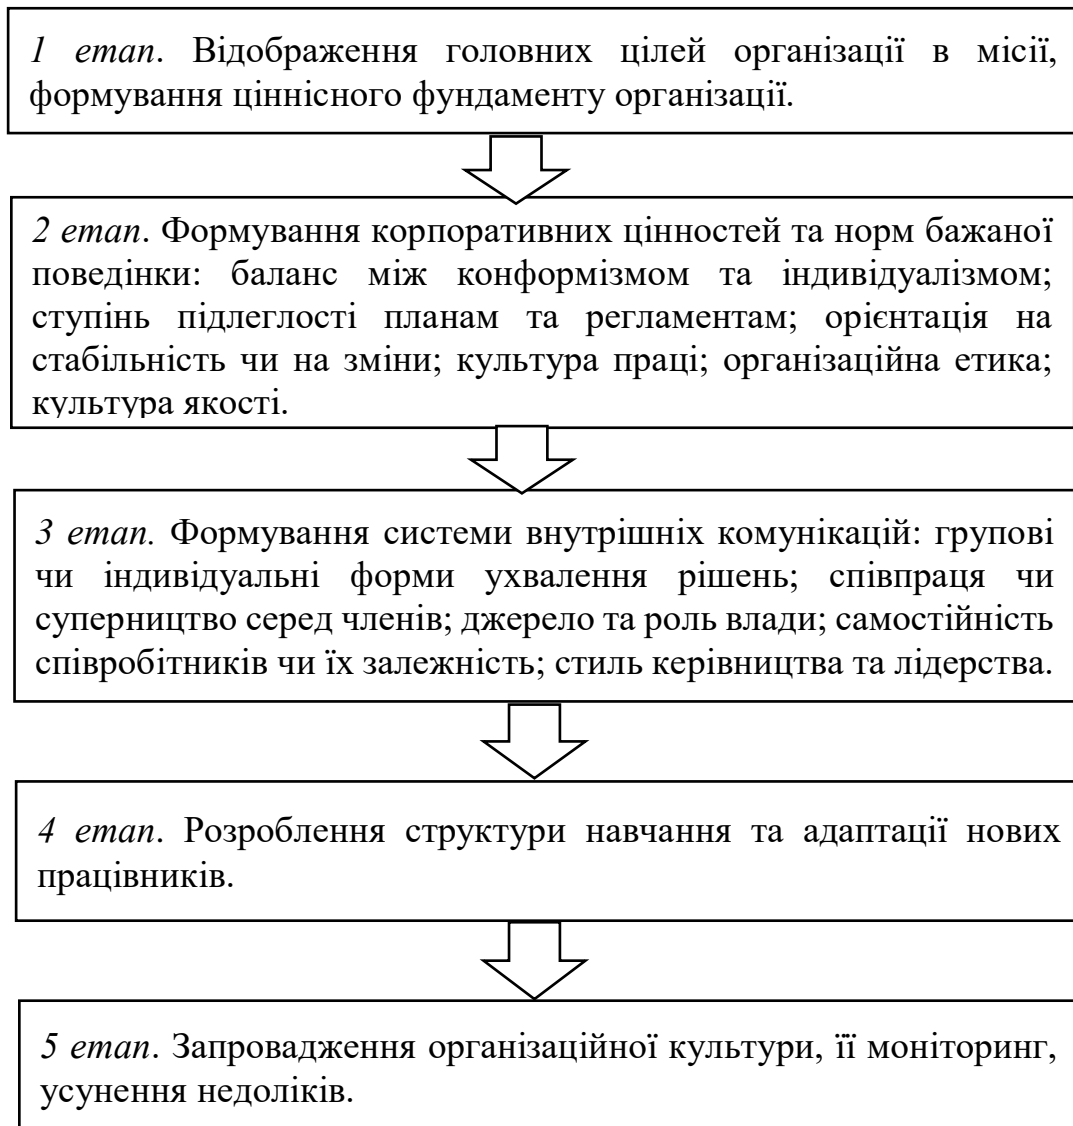 1 етап. Відображення головних цілей організації в місії,
формування ціннісного фундаменту організації.
2 етап. Формування корпоративних цінностей та норм бажаної
поведінки: баланс між конформізмом та індивідуалізмом;
ступінь підлеглості планам та регламентам; орієнтація на
стабільність чи на зміни; культура праці; організаційна етика;
культура якості.
3 етап. Формування системи внутрішніх комунікацій: групові
чи індивідуальні форми ухвалення рішень; співпраця чи
суперництво серед членів; джерело та роль влади; самостійність
співробітників чи їх залежність; стиль керівництва та лідерства.
4 етап. Розроблення структури навчання та адаптації нових
працівників.
5 етап. Запровадження організаційної культури, її моніторинг,
усунення недоліків.